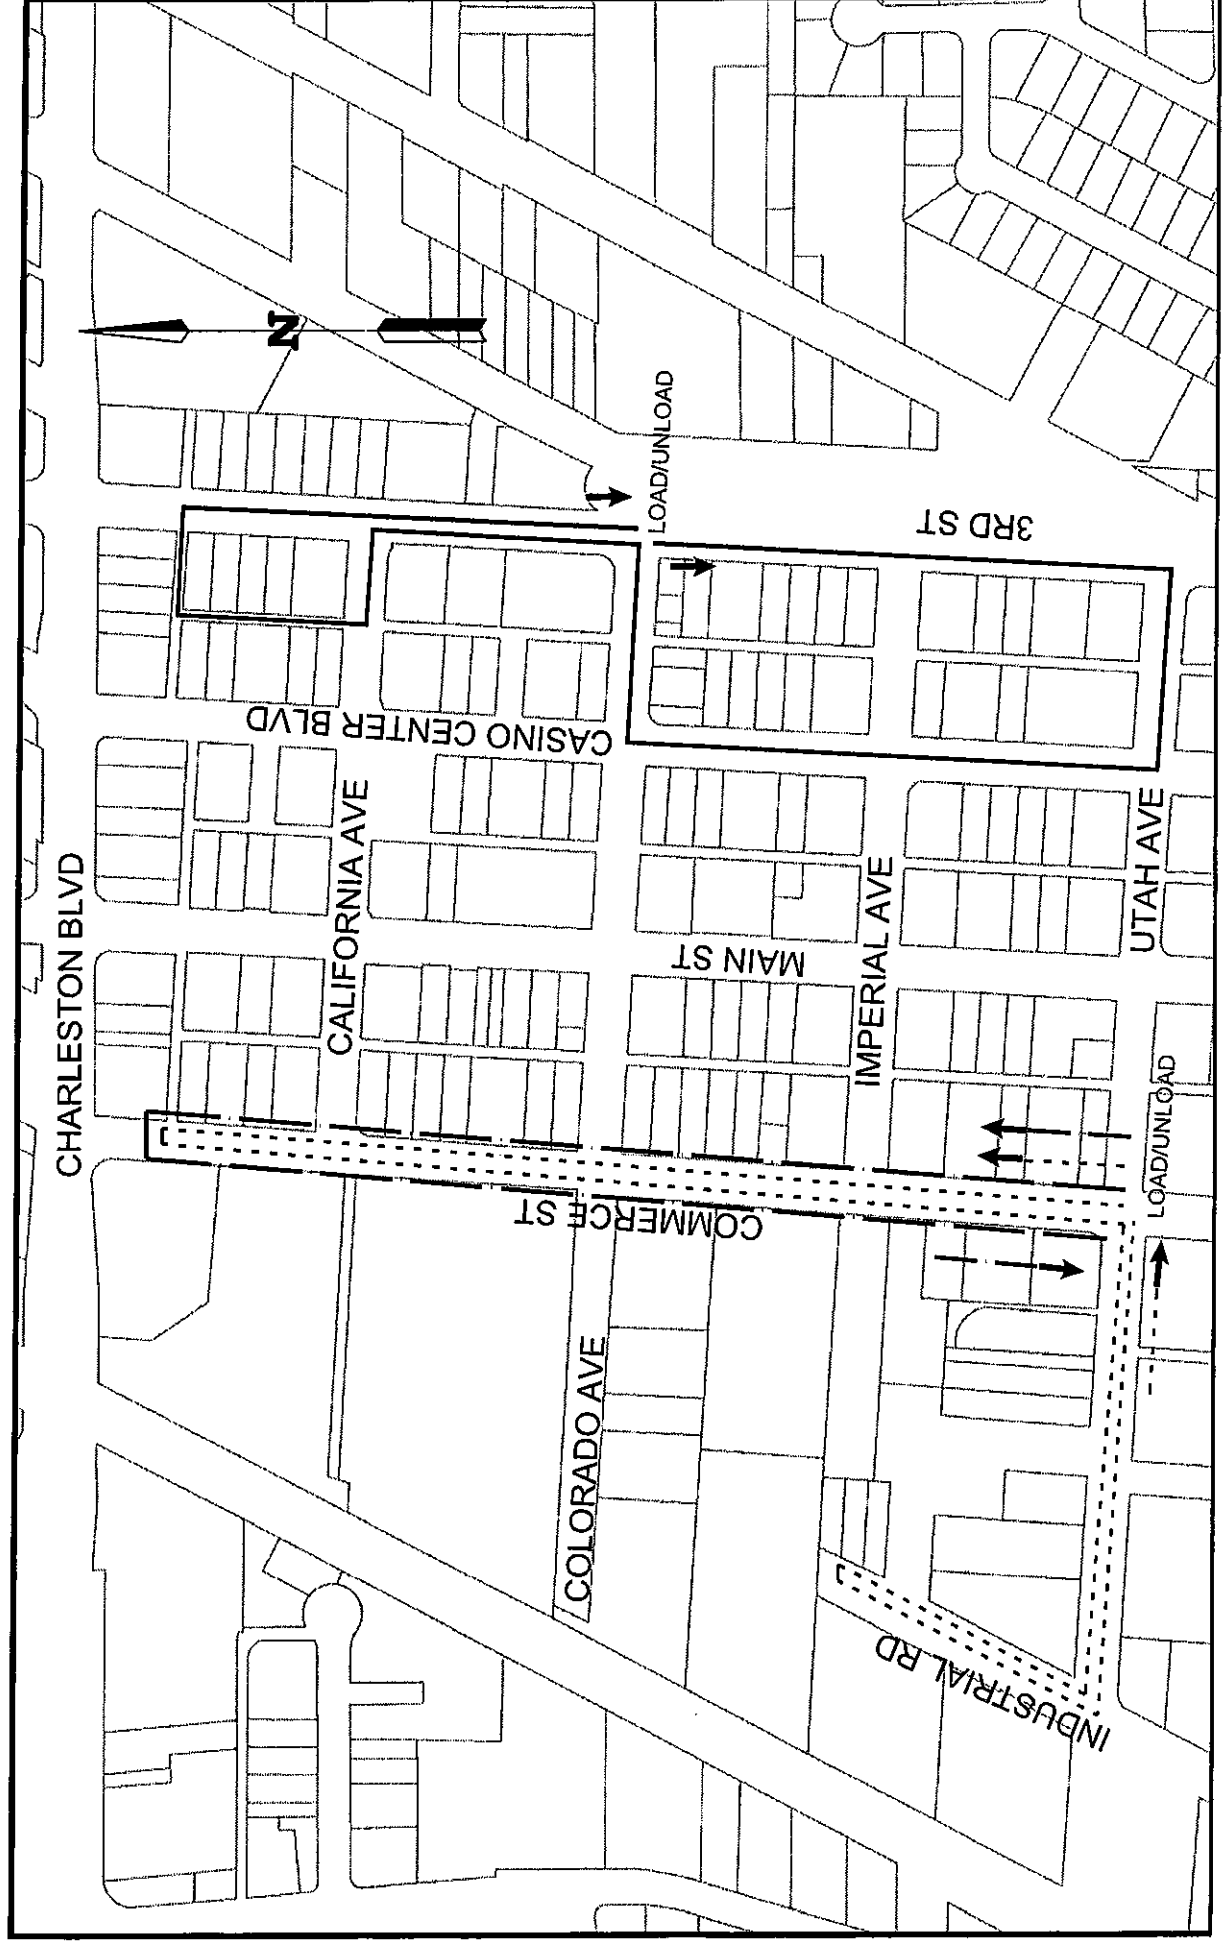 CHARLESTON BLVD
CALIFORNIA AVE
COLORADO AVE
IMPERIAL AVE
UTAH AVE
INDUSTRIAL RD
COMMERCE ST
MAIN ST
CASINO CENTER BLVD
3RD ST
LOAD/UNLOAD
LOAD/UNLOAD
N